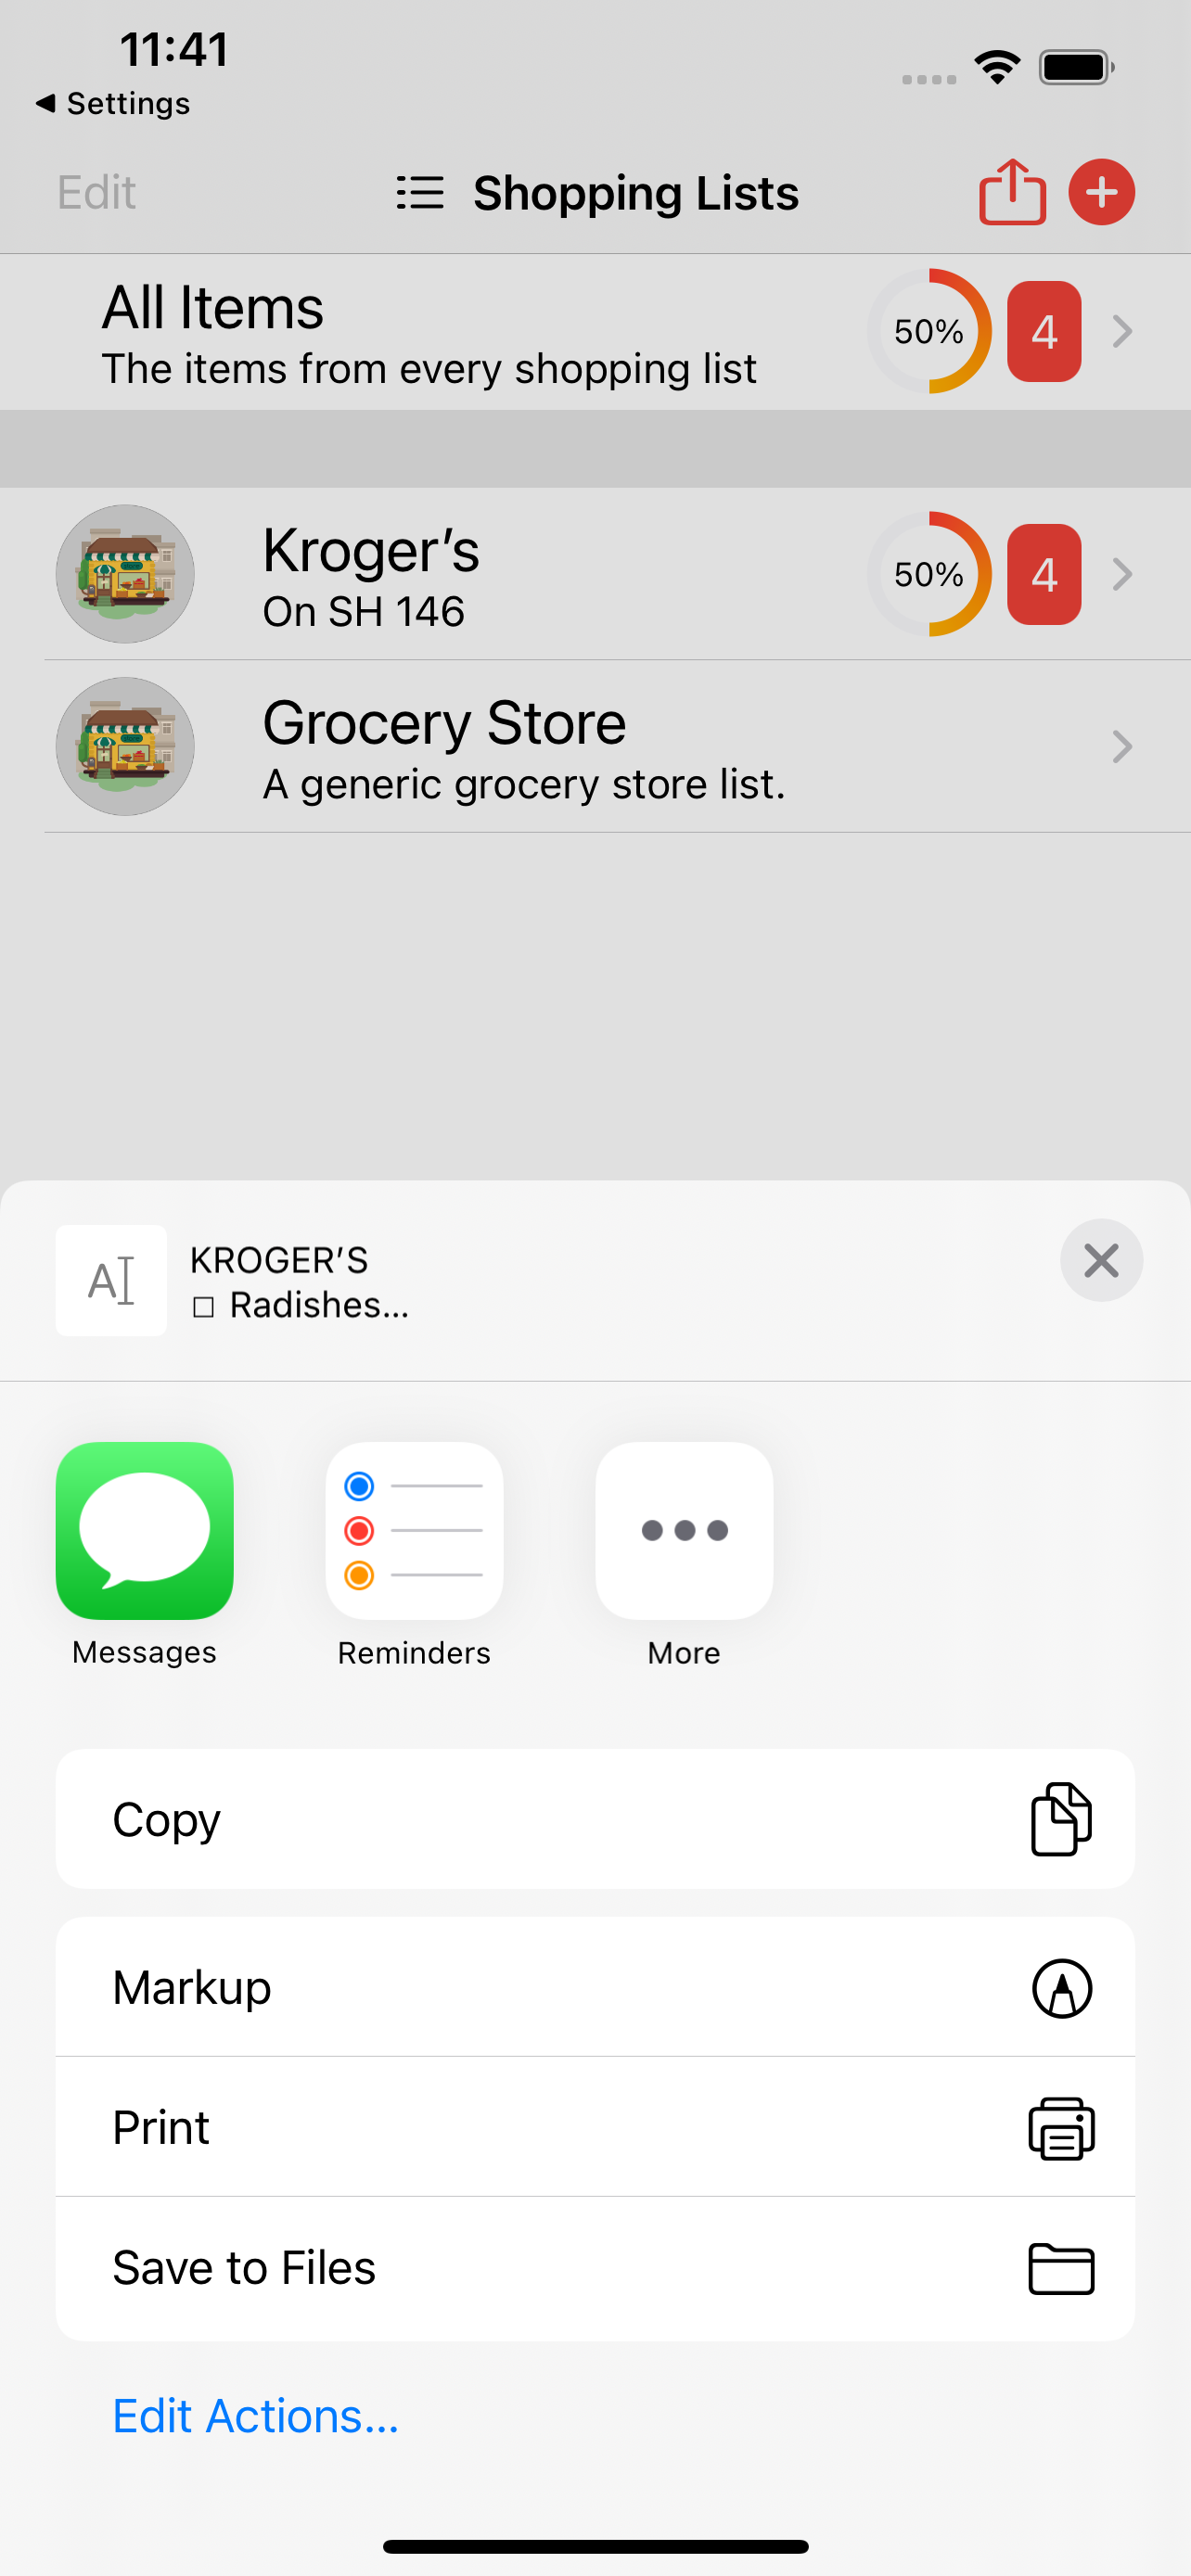 11:41
Settings
Edit
Shopping Lists
All Items
The items from every shopping list
50%
4
Kroger’s
On SH 146
50%
4
Grocery Store
A generic grocery store list.
A
KROGER’S
☐ Radishes...
Messages
Reminders
More
Copy
Markup
Print
Save to Files
Edit Actions...